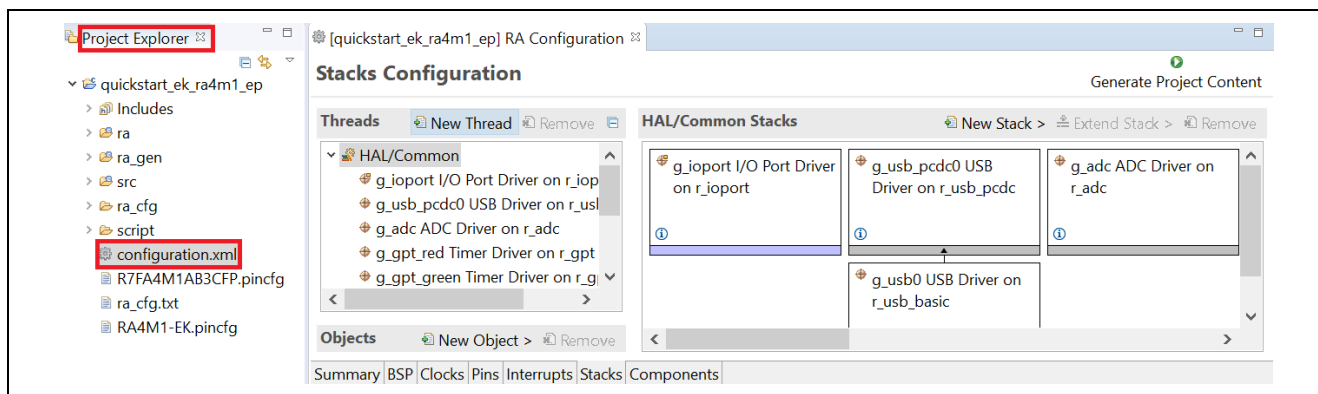 Project Explorer
quickstart_ek_ra4m1_ep
Includes
ra
ra_gen
src
ra_cfg
script
configuration.xml
R7FA4M1AB3CFP.pincfg
ra_cfg.txt
RA4M1-EK.pincfg
[quickstart_ek_ra4m1_ep] RA Configuration
Stacks Configuration
Generate Project Content
Threads New Thread Remove
HAL/Common
g_ioport I/O Port Driver on r_iop
g_usb_pcdc0 USB Driver on r_usl
g_adc ADC Driver on r_adc
g_gpt_red Timer Driver on r_gpt
g_gpt_green Timer Driver on r_g
Objects New Object > Remove
HAL/Common Stacks New Stack > Extend Stack > Remove
g_ioport I/O Port Driver
on r_ioport
g_usb_pcdc0 USB
Driver on r_usb_pcdc
g_adc ADC Driver on
r_adc
g_usb0 USB Driver on
r_usb_basic
Summary BSP Clocks Pins Interrupts Stacks Components